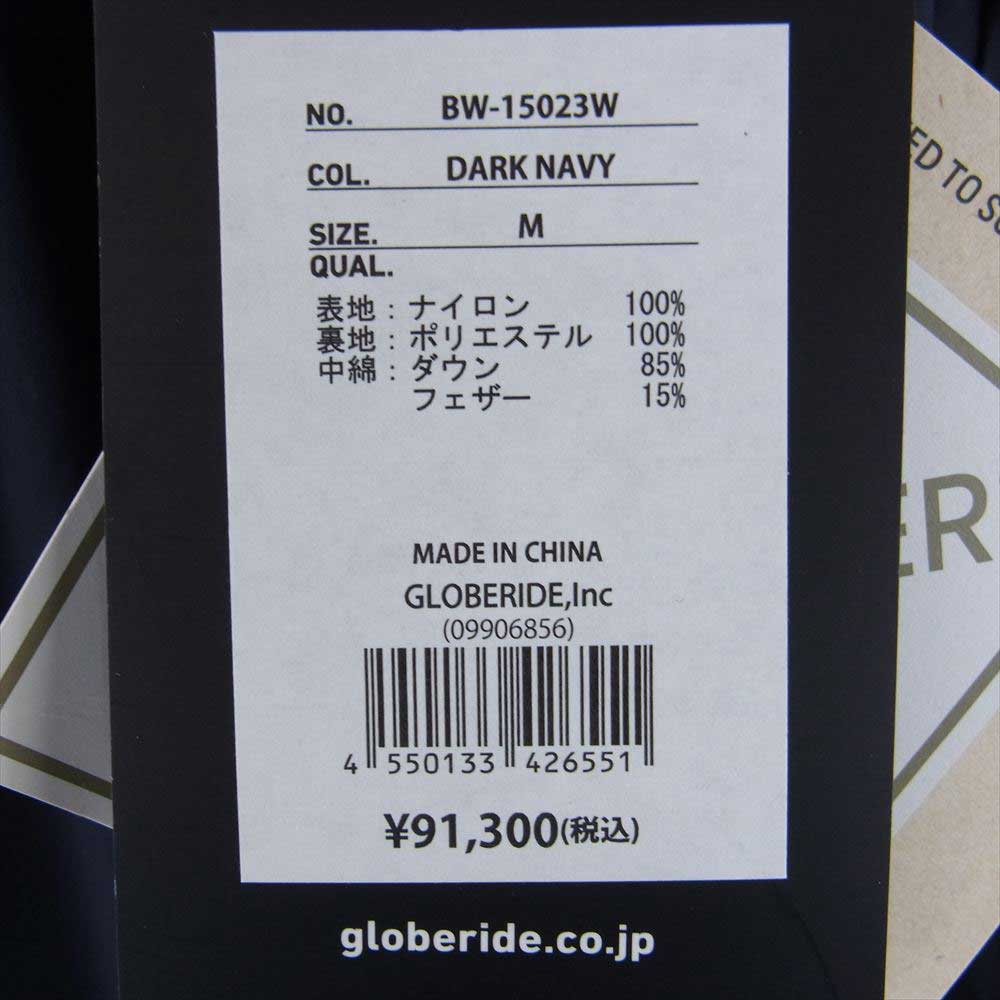 NO. BW-15023W
COL. DARK NAVY
SIZE. M
QUAL.
表地：ナイロン 100%
裏地：ポリエステル 100%
中綿：ダウン 85%
フェザー 15%
MADE IN CHINA
GLOBERIDE,Inc
(09906856)
4 550133 426551
¥91,300(税込)
globeride.co.jp
TO